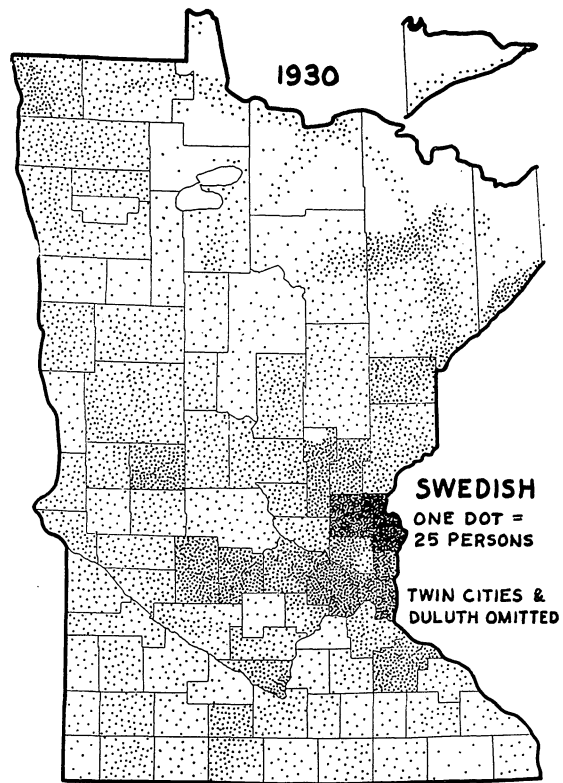 1930
SWEDISH
ONE DOT =
25 PERSONS
TWIN CITIES &
DULUTH OMITTED